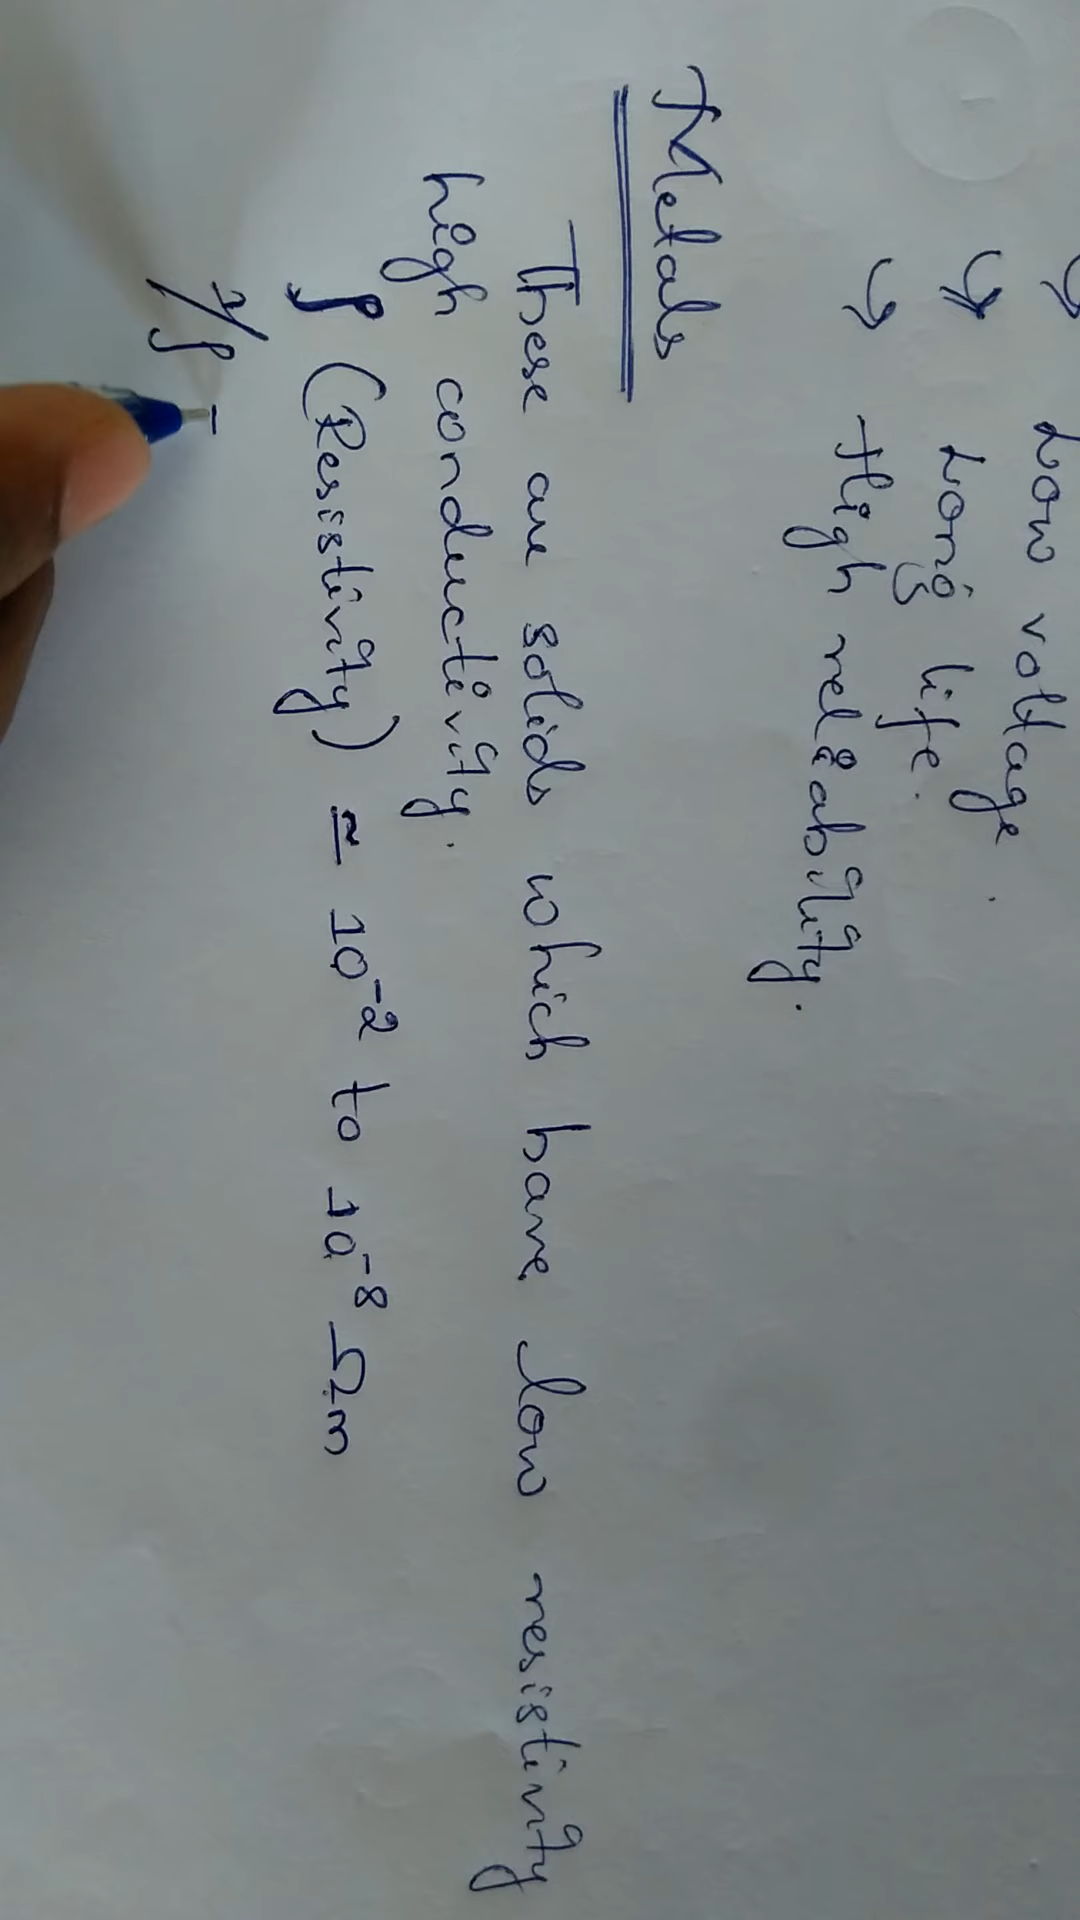 ↳ Low voltage.
↳ Long life.
↳ High reliability.
Metals
These are solids which have low resistivity
high conductivity.
ρ (Resistivity) ≃ 10⁻² to 10⁻⁸ Ωm
1/ρ -